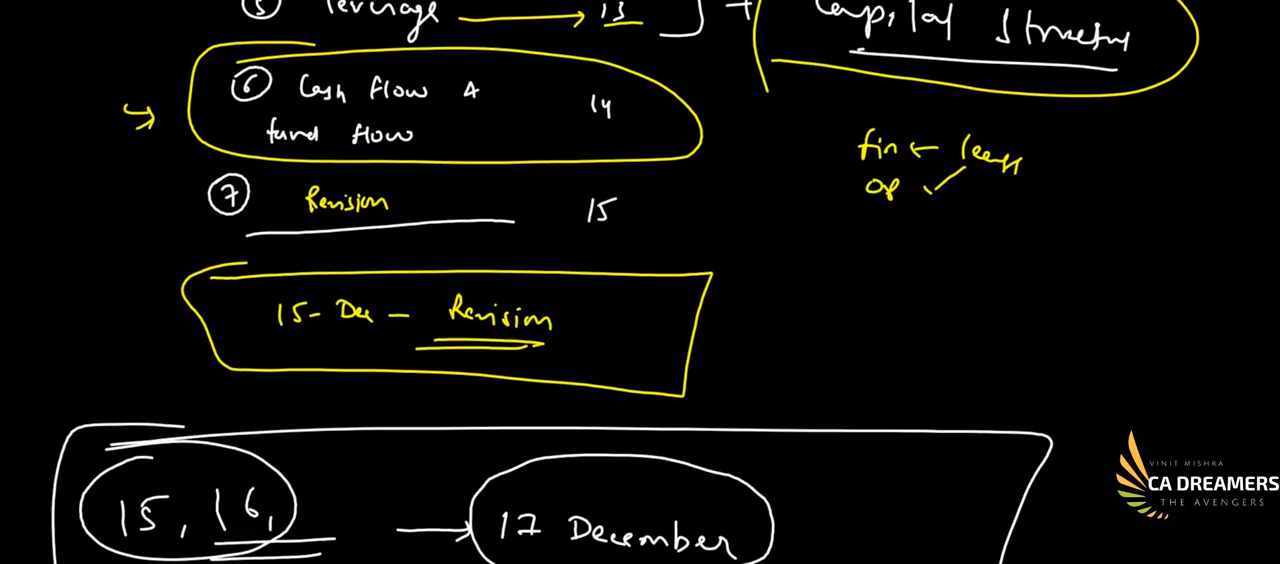 5 leverage → 13 ] +
Capital Structure
6 Cash flow &
fund flow 14
fin ←
op
7 Revision 15
15 - Dec - Revision
15, 16, → 17 December
VINIT MISHRA
CA DREAMERS
THE AVENGERS